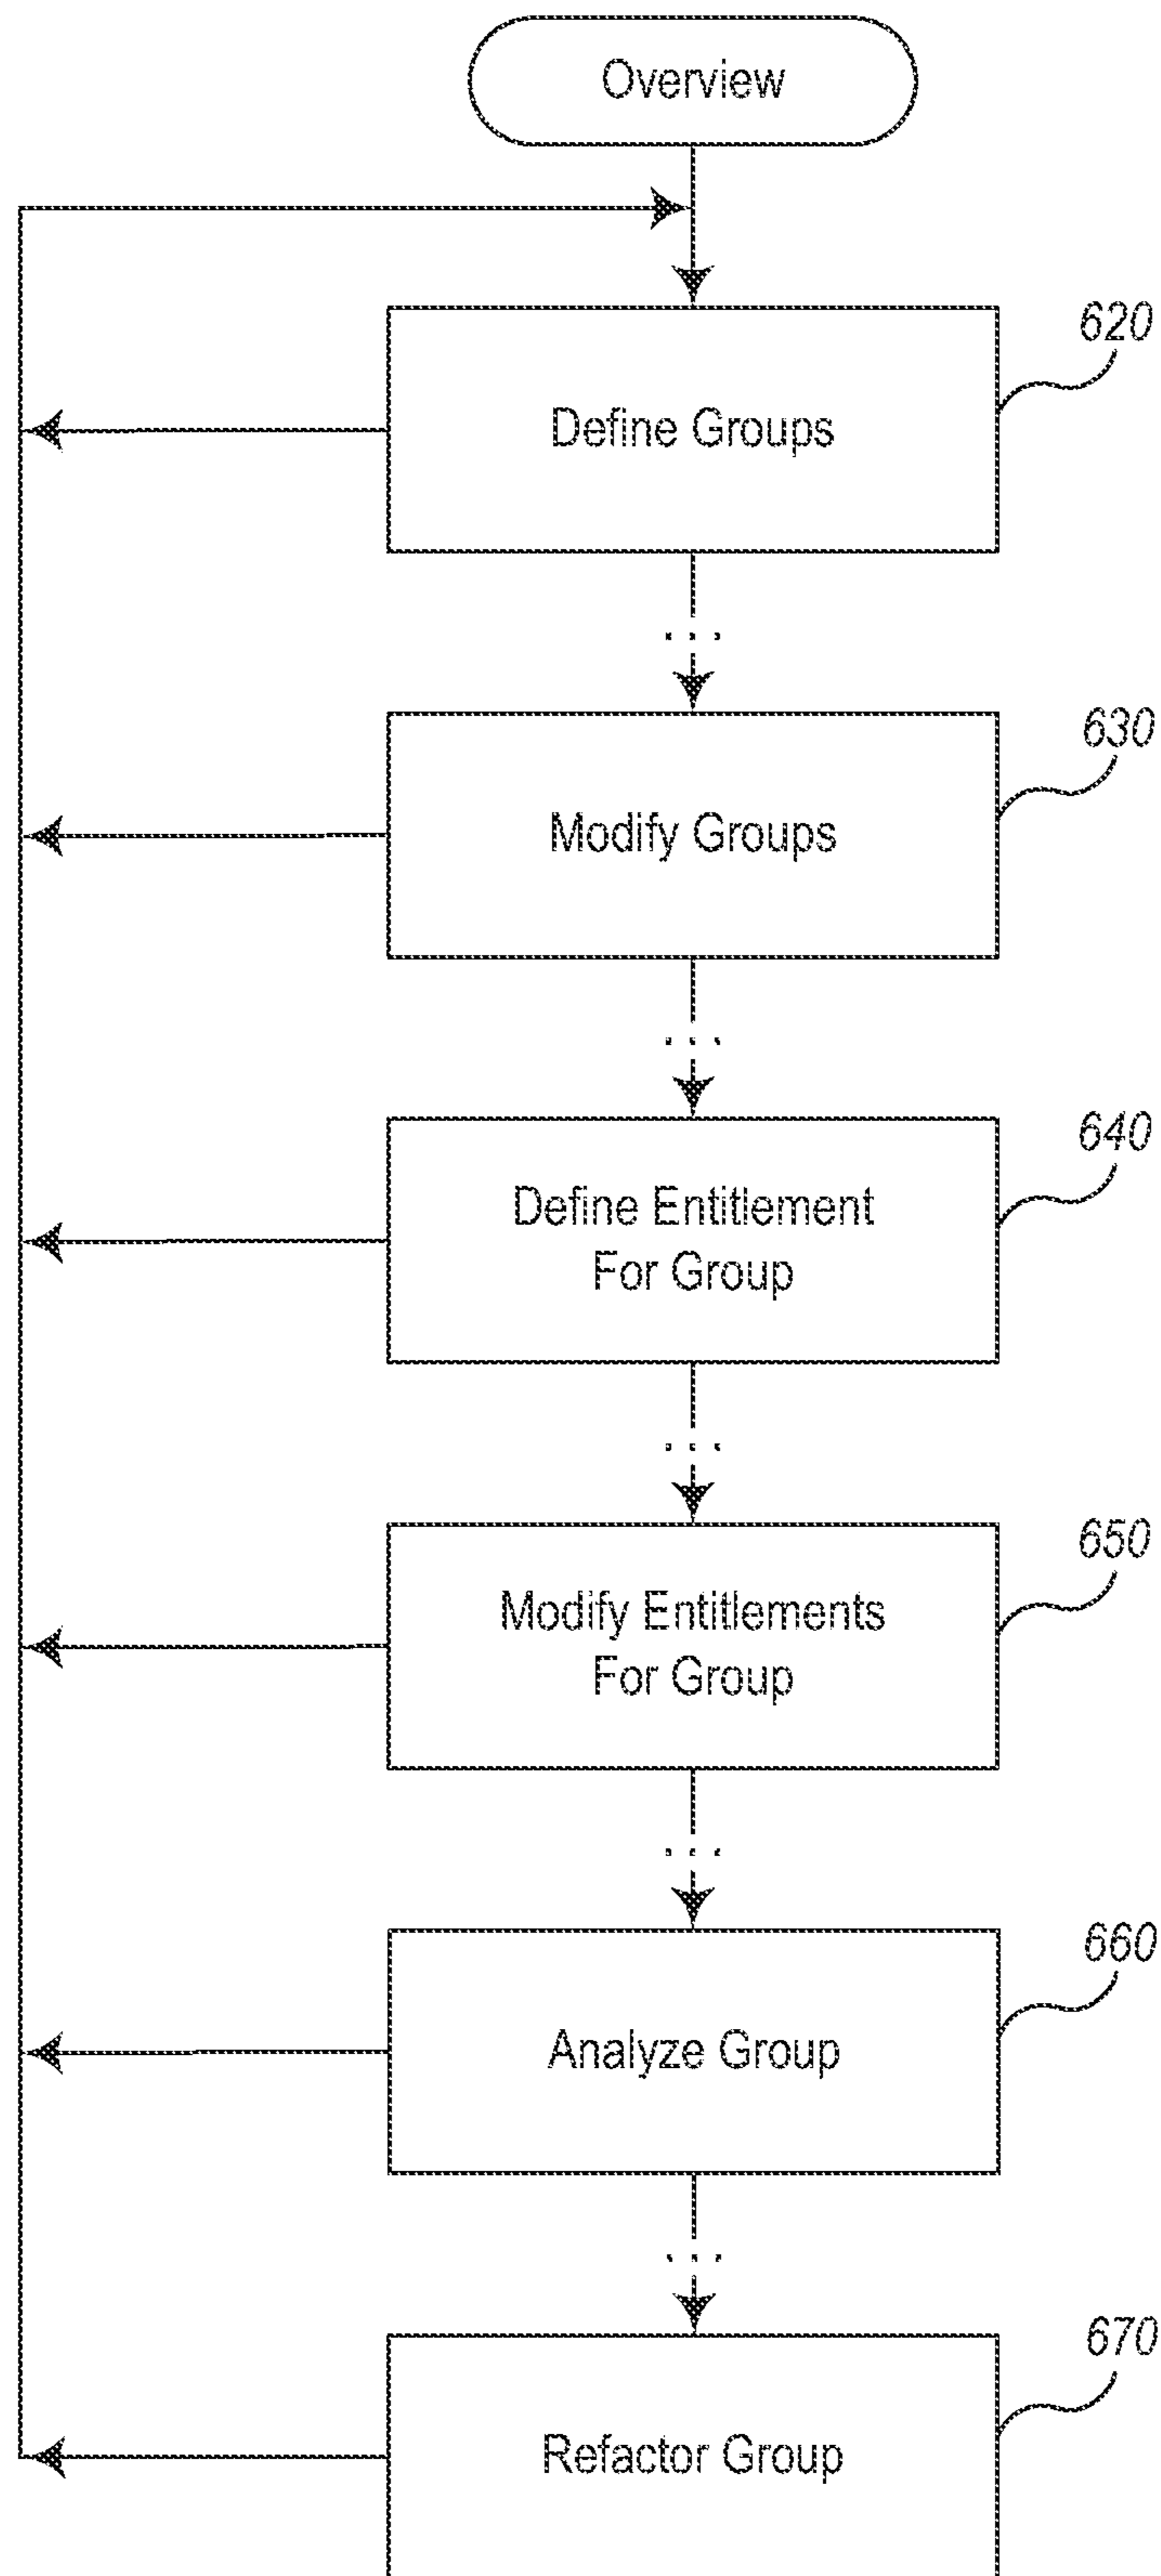 Overview
620
Define Groups
...
630
Modify Groups
...
640
Define Entitlement
For Group
...
650
Modify Entitlements
For Group
...
660
Analyze Group
...
670
Refactor Group